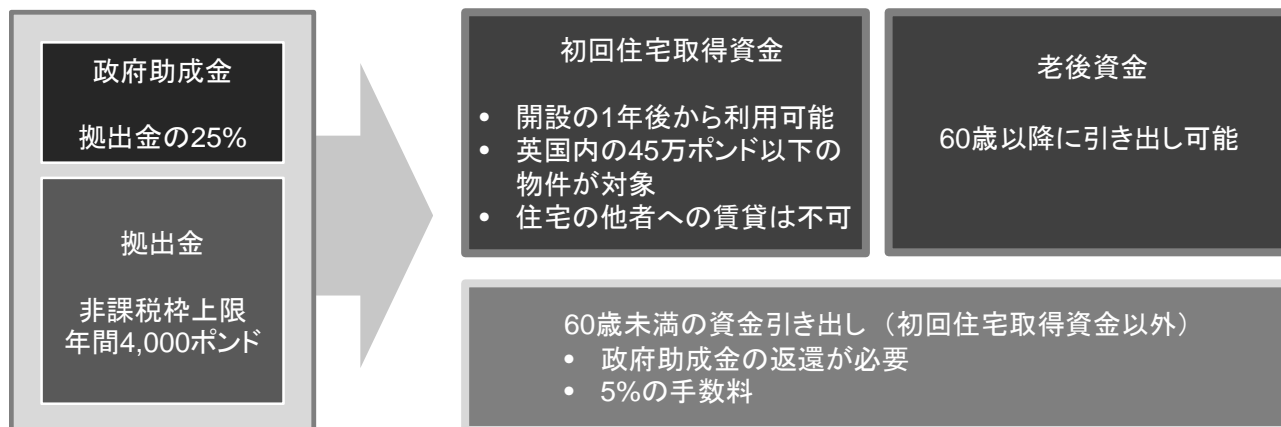 政府助成金
拠出金の25%
拠出金
非課税枠上限
年間4,000ポンド
初回住宅取得資金
• 開設の1年後から利用可能
• 英国内の45万ポンド以下の
物件が対象
• 住宅の他者への賃貸は不可
老後資金
60歳以降に引き出し可能
60歳未満の資金引き出し（初回住宅取得資金以外）
• 政府助成金の返還が必要
• 5%の手数料